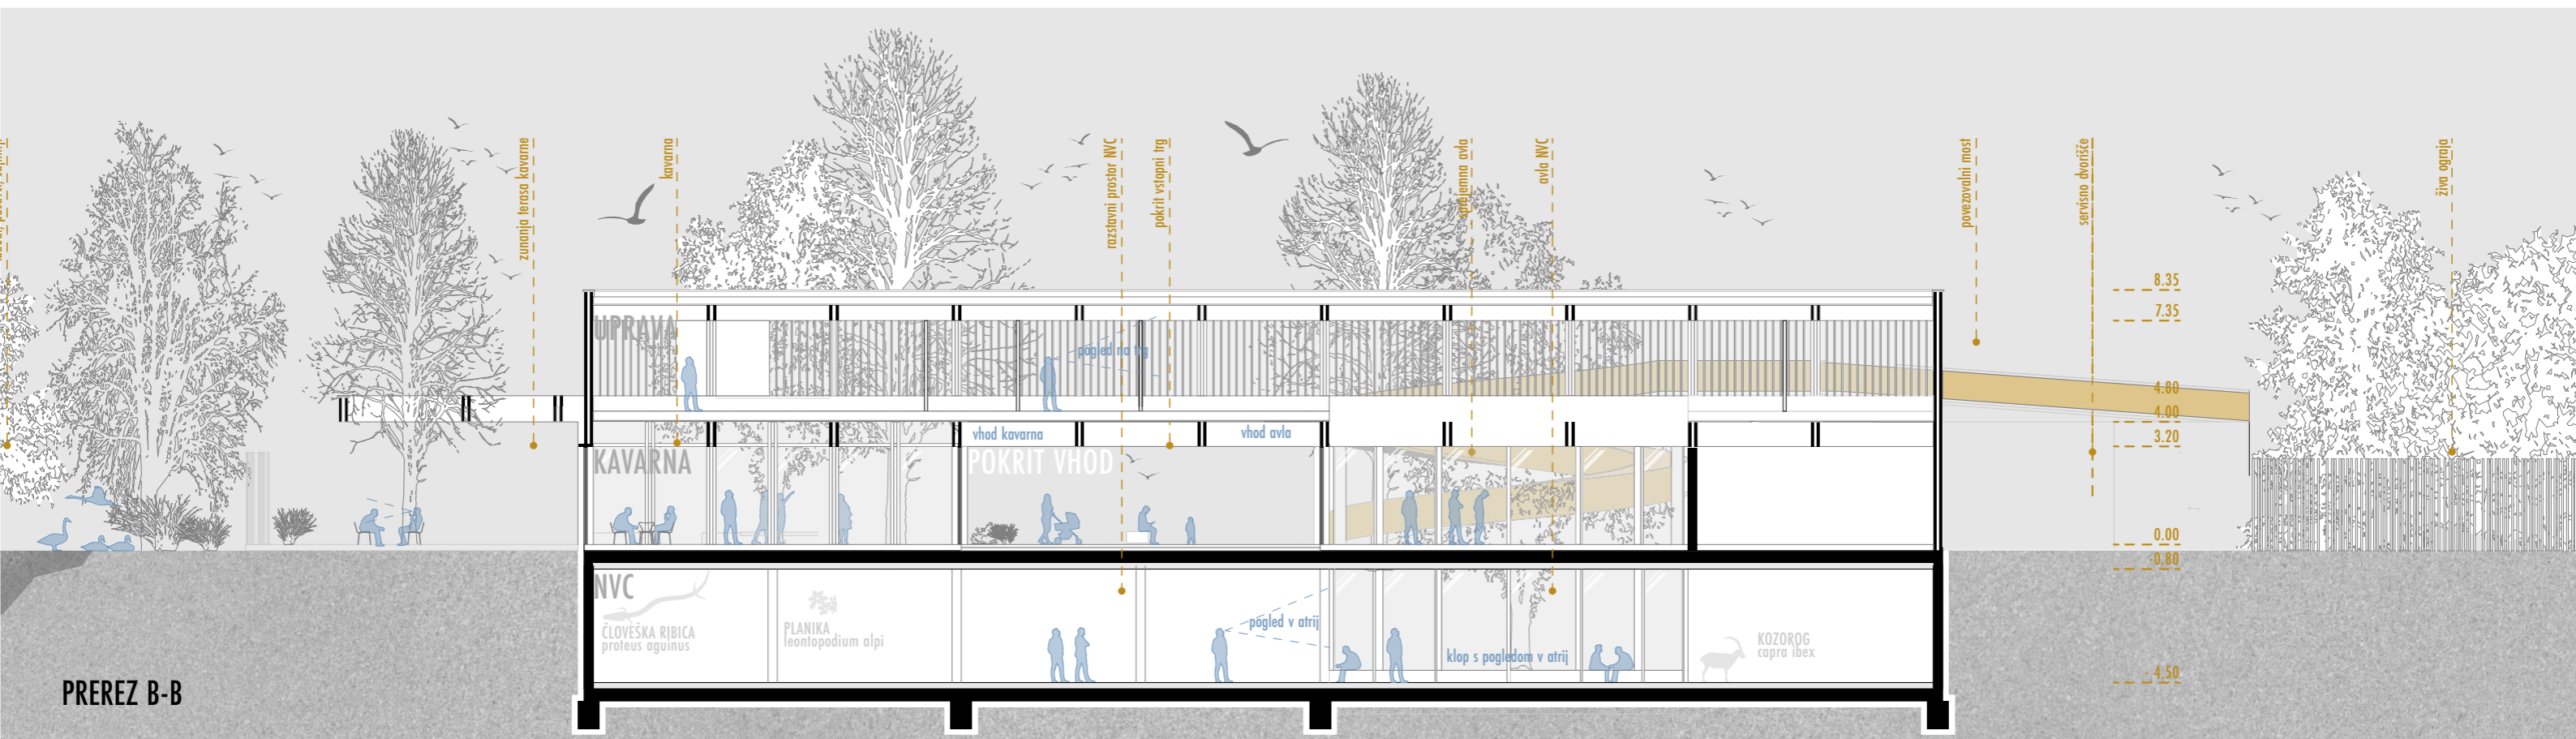 zunanja terasa kavarne
kavarna
razstavni prostor NVC
pokrit vstopni trg
sprejemna avla
avla NVC
povezovalni most
servisno dvorišče
živa ograja
8.35
7.35
4.80
4.00
3.20
0.00
-0,80
-4,50
UPRAVA
pogled na trg
vhod kavarna
vhod avla
KAVARNA
POKRIT VHOD
NVC
ČLOVEŠKA RIBICA
proteus aguinus
PLANIKA
leontopodium alpi
pogled v atrij
klop s pogledom v atrij
KOZOROG
capra ibex
PREREZ B-B